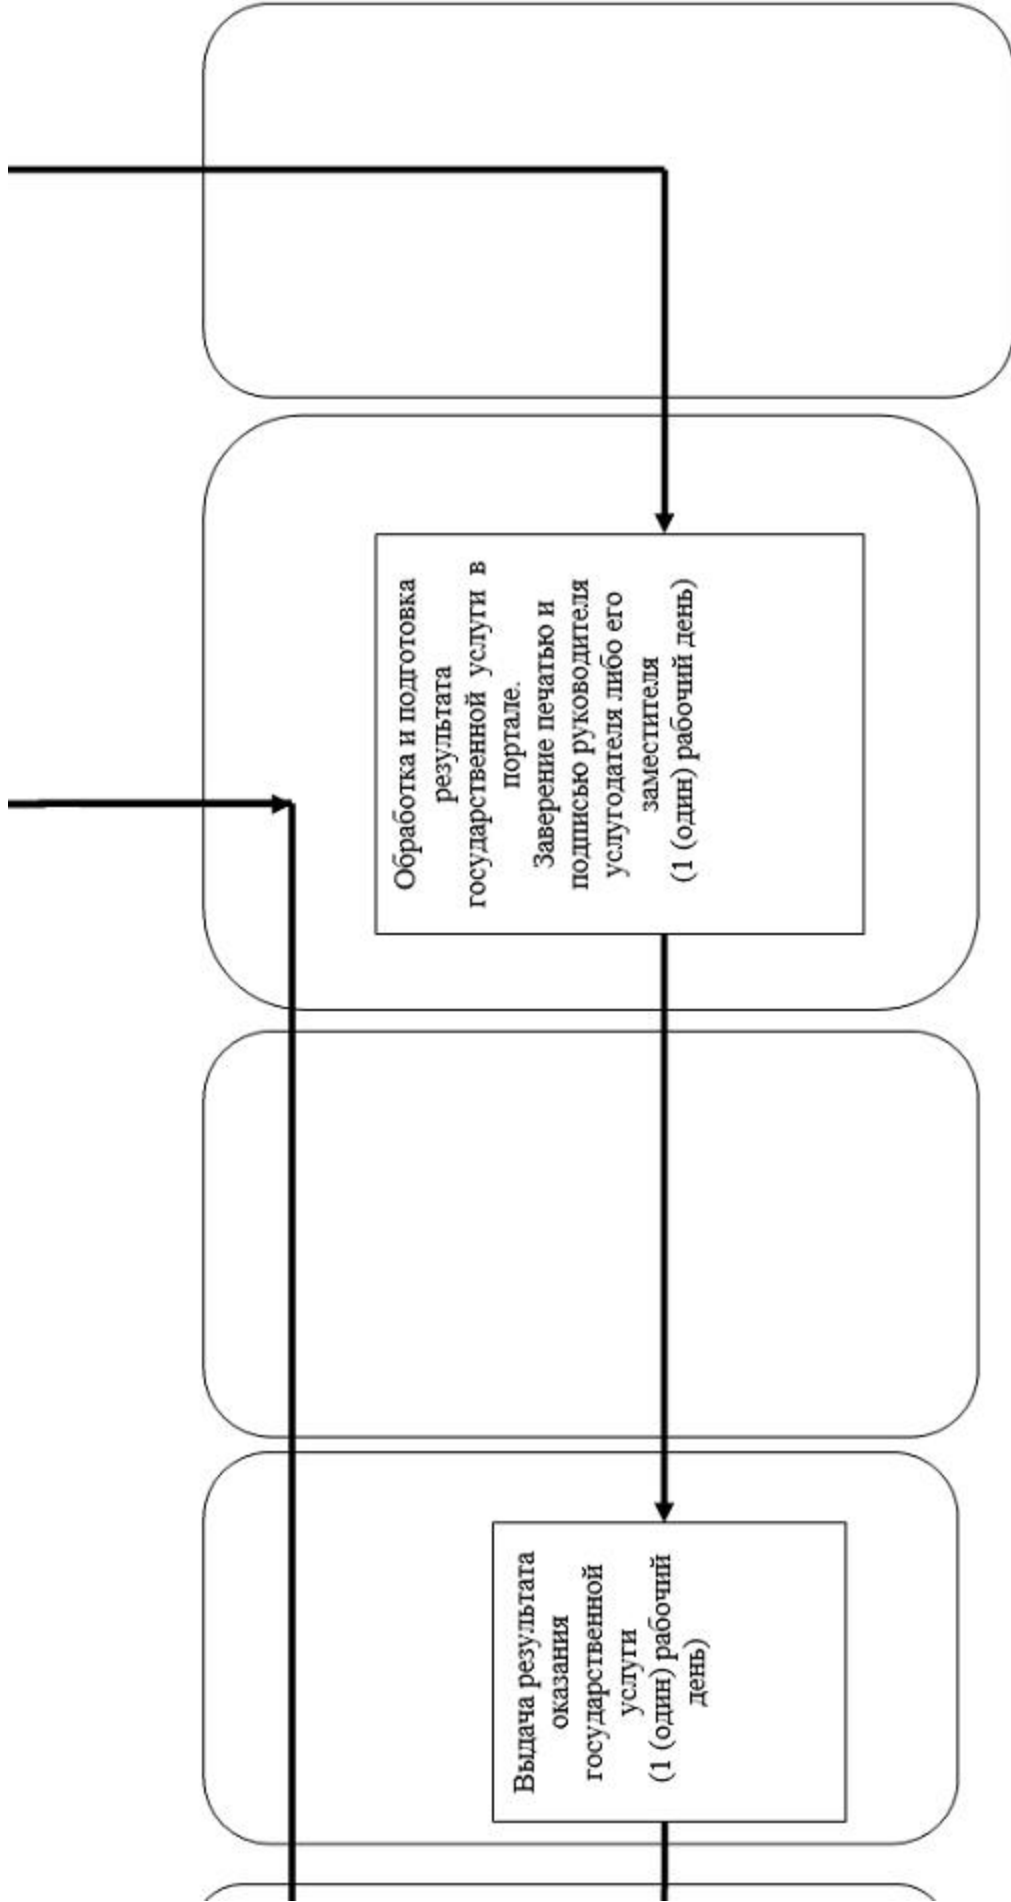 Обработка и подготовка
результата
государственной услуги в
портале.
Заверение печатью и
подписью руководителя
услугодателя либо его
заместителя
(1 (один) рабочий день)
Выдача результата
оказания
государственной
услуги
(1 (один) рабочий
день)